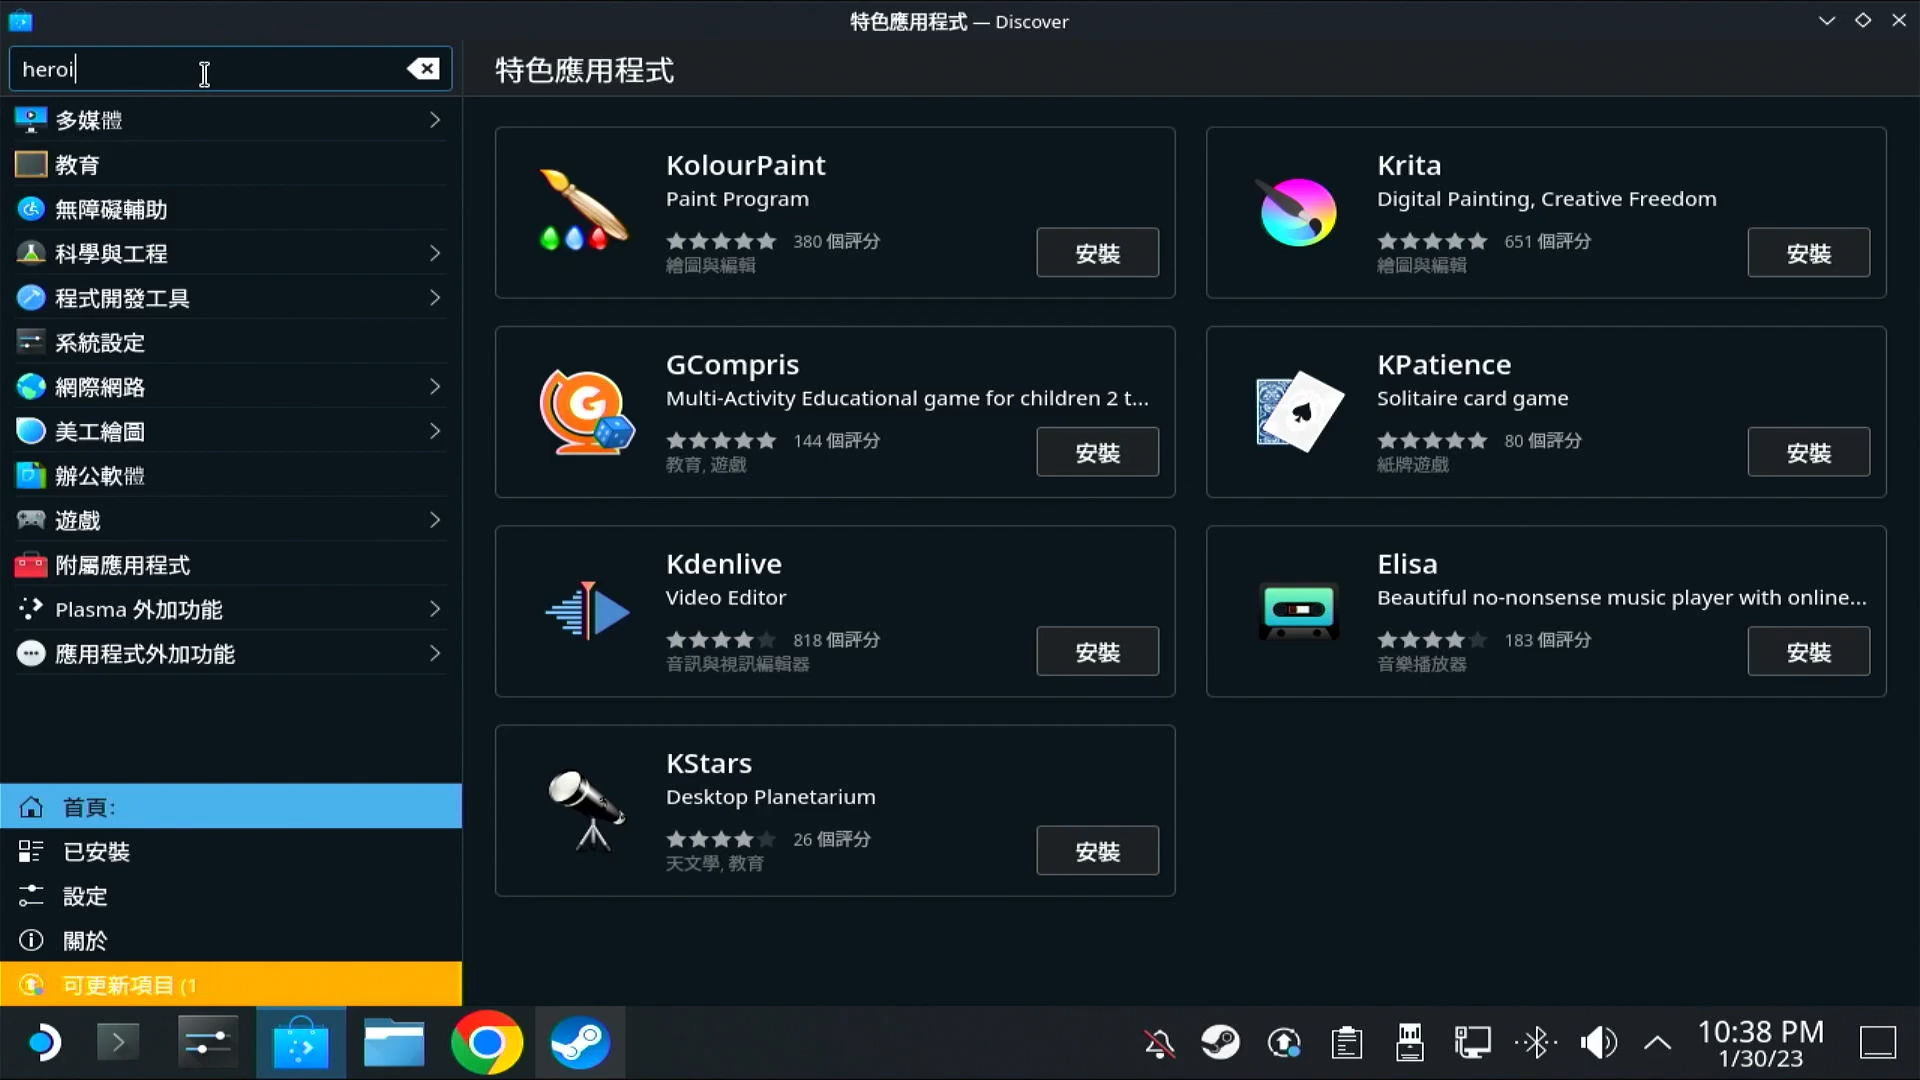 特色應用程式 — Discover
heroi
特色應用程式
多媒體
教育
無障礙輔助
科學與工程
程式開發工具
系統設定
網際網路
美工繪圖
辦公軟體
遊戲
附屬應用程式
Plasma 外加功能
應用程式外加功能
首頁:
已安裝
設定
關於
可更新項目 (1
KolourPaint
Paint Program
380 個評分
繪圖與編輯
安裝
Krita
Digital Painting, Creative Freedom
651 個評分
繪圖與編輯
安裝
GCompris
Multi-Activity Educational game for children 2 t...
144 個評分
教育, 遊戲
安裝
KPatience
Solitaire card game
80 個評分
紙牌遊戲
安裝
Kdenlive
Video Editor
818 個評分
音訊與視訊編輯器
安裝
Elisa
Beautiful no-nonsense music player with online...
183 個評分
音樂播放器
安裝
KStars
Desktop Planetarium
26 個評分
天文學, 教育
安裝
10:38 PM
1/30/23